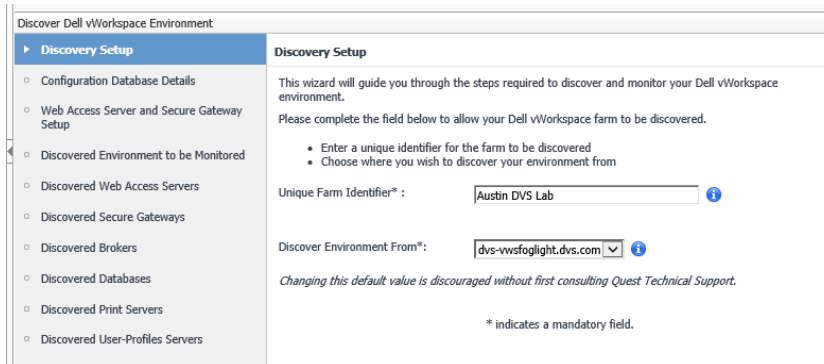 Discover Dell vWorkspace Environment
Discovery Setup
Configuration Database Details
Web Access Server and Secure Gateway
Setup
Discovered Environment to be Monitored
Discovered Web Access Servers
Discovered Secure Gateways
Discovered Brokers
Discovered Databases
Discovered Print Servers
Discovered User-Profiles Servers
Discovery Setup
This wizard will guide you through the steps required to discover and monitor your Dell vWorkspace
environment.
Please complete the field below to allow your Dell vWorkspace farm to be discovered.
• Enter a unique identifier for the farm to be discovered
• Choose where you wish to discover your environment from
Unique Farm Identifier* : Austin DVS Lab
Discover Environment From*: dvs-vwsfoglight.dvs.com
Changing this default value is discouraged without first consulting Quest Technical Support.
* indicates a mandatory field.